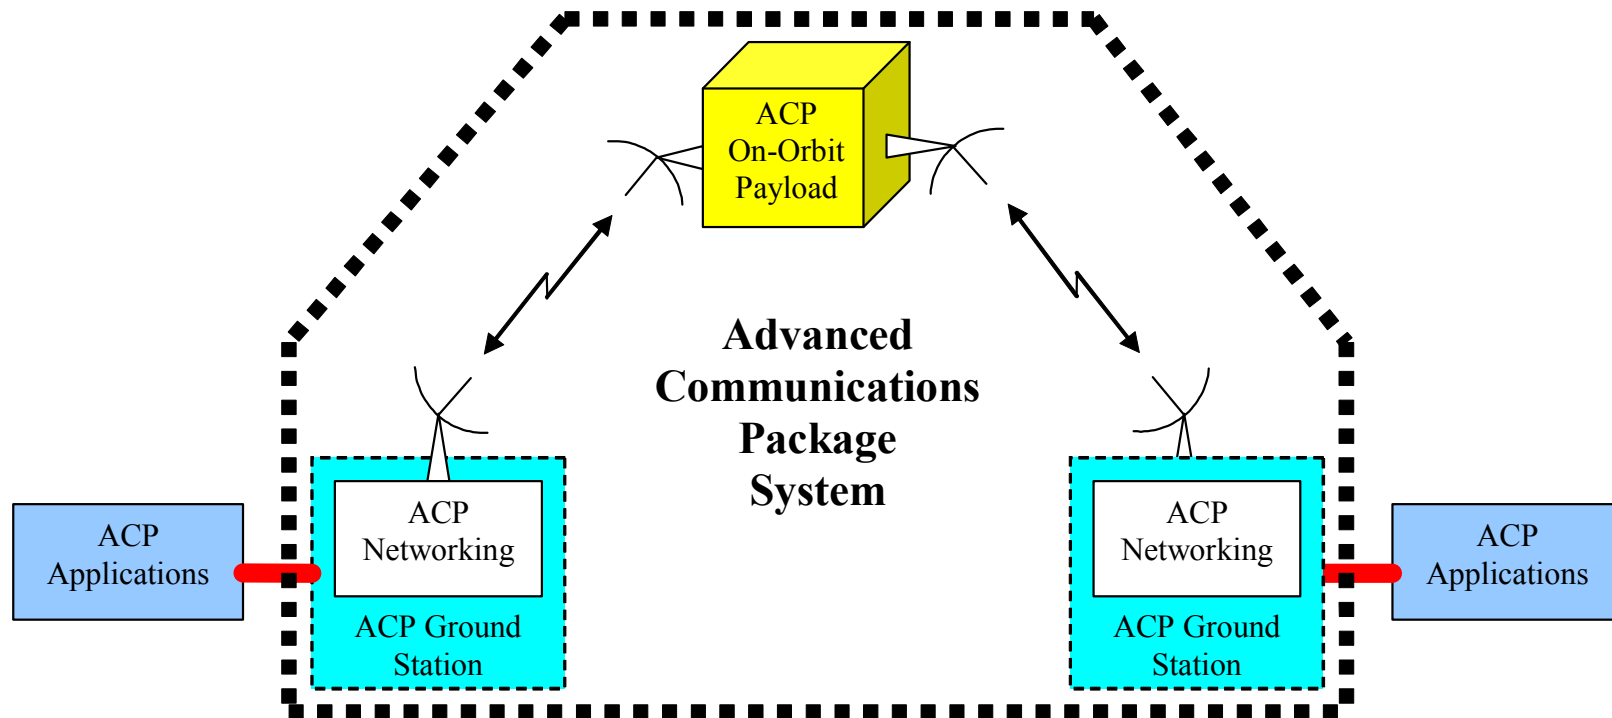 ACP
On-Orbit
Payload
Advanced
Communications
Package
System
ACP
Applications
ACP
Networking
ACP Ground
Station
ACP
Networking
ACP Ground
Station
ACP
Applications